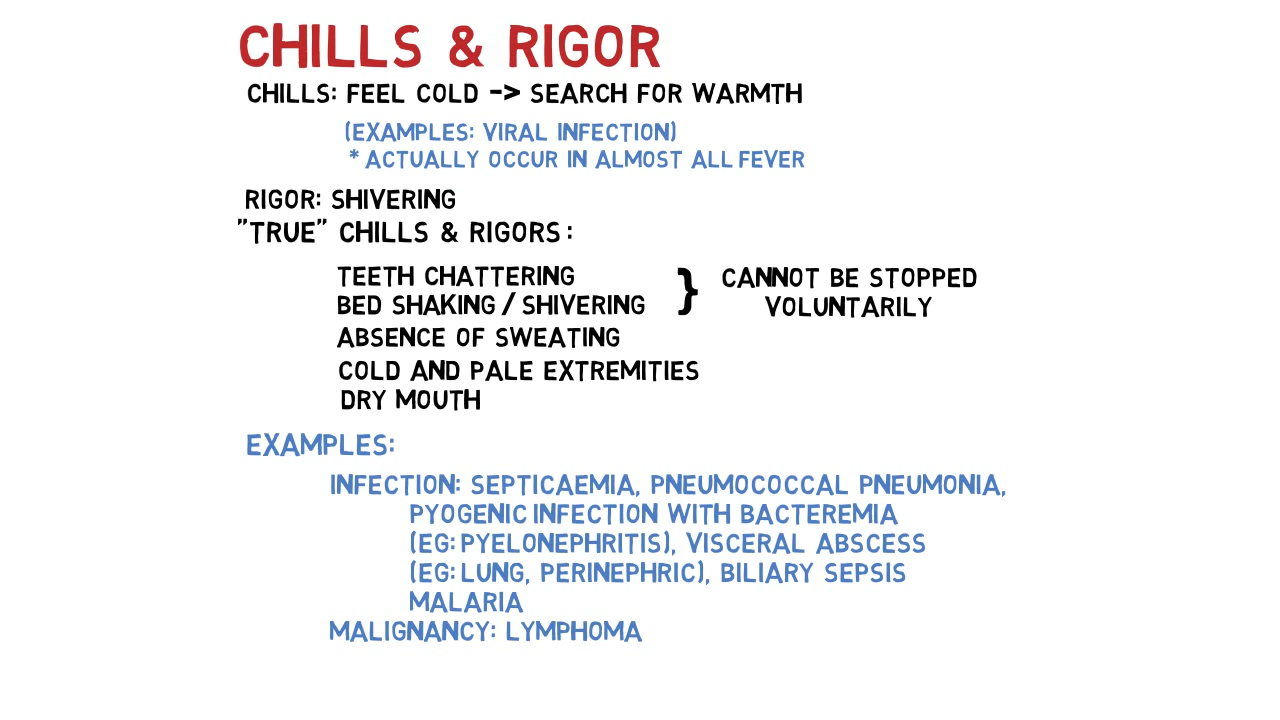 CHILLS & RIGOR
CHILLS: FEEL COLD -> SEARCH FOR WARMTH
(EXAMPLES: VIRAL INFECTION)
* ACTUALLY OCCUR IN ALMOST ALL FEVER
RIGOR: SHIVERING
"TRUE" CHILLS & RIGORS:
TEETH CHATTERING
BED SHAKING / SHIVERING } CANNOT BE STOPPED
VOLUNTARILY
ABSENCE OF SWEATING
COLD AND PALE EXTREMITIES
DRY MOUTH
EXAMPLES:
INFECTION: SEPTICAEMIA, PNEUMOCOCCAL PNEUMONIA,
PYOGENIC INFECTION WITH BACTEREMIA
(EG: PYELONEPHRITIS), VISCERAL ABSCESS
(EG: LUNG, PERINEPHRIC), BILIARY SEPSIS
MALARIA
MALIGNANCY: LYMPHOMA